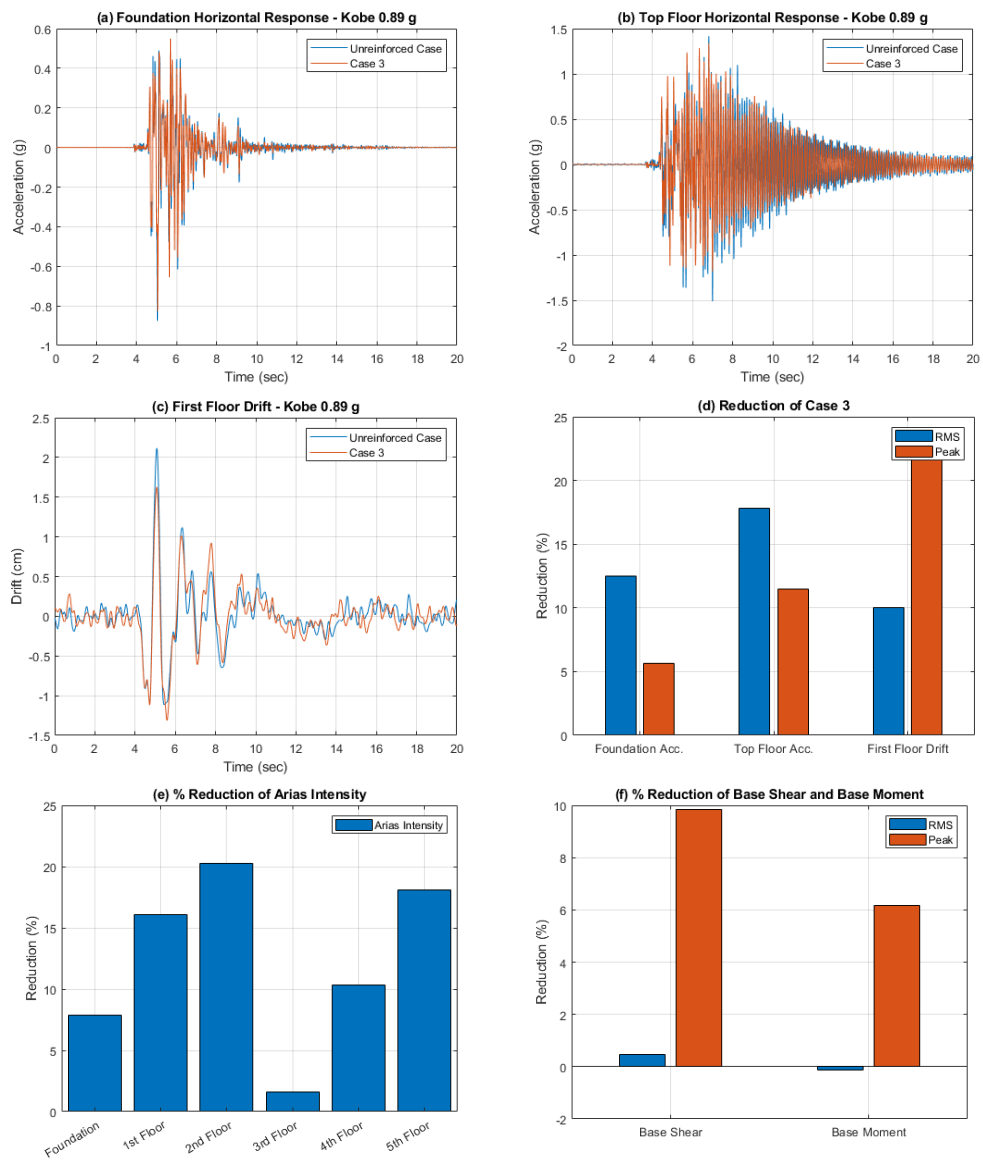 (a) Foundation Horizontal Response - Kobe 0.89 g
Unreinforced Case
Case 3
Acceleration (g)
0.6
0.4
0.2
0
-0.2
-0.4
-0.6
-0.8
-1
0 2 4 6 8 10 12 14 16 18 20
Time (sec)
(b) Top Floor Horizontal Response - Kobe 0.89 g
Unreinforced Case
Case 3
Acceleration (g)
1.5
1
0.5
0
-0.5
-1
-1.5
-2
0 2 4 6 8 10 12 14 16 18 20
Time (sec)
(c) First Floor Drift - Kobe 0.89 g
Unreinforced Case
Case 3
Drift (cm)
2.5
2
1.5
1
0.5
0
-0.5
-1
-1.5
0 2 4 6 8 10 12 14 16 18 20
Time (sec)
(d) Reduction of Case 3
RMS
Peak
Reduction (%)
25
20
15
10
5
0
Foundation Acc. Top Floor Acc. First Floor Drift
(e) % Reduction of Arias Intensity
Arias Intensity
Reduction (%)
25
20
15
10
5
0
Foundation 1st Floor 2nd Floor 3rd Floor 4th Floor 5th Floor
(f) % Reduction of Base Shear and Base Moment
RMS
Peak
Reduction (%)
10
8
6
4
2
0
-2
Base Shear Base Moment